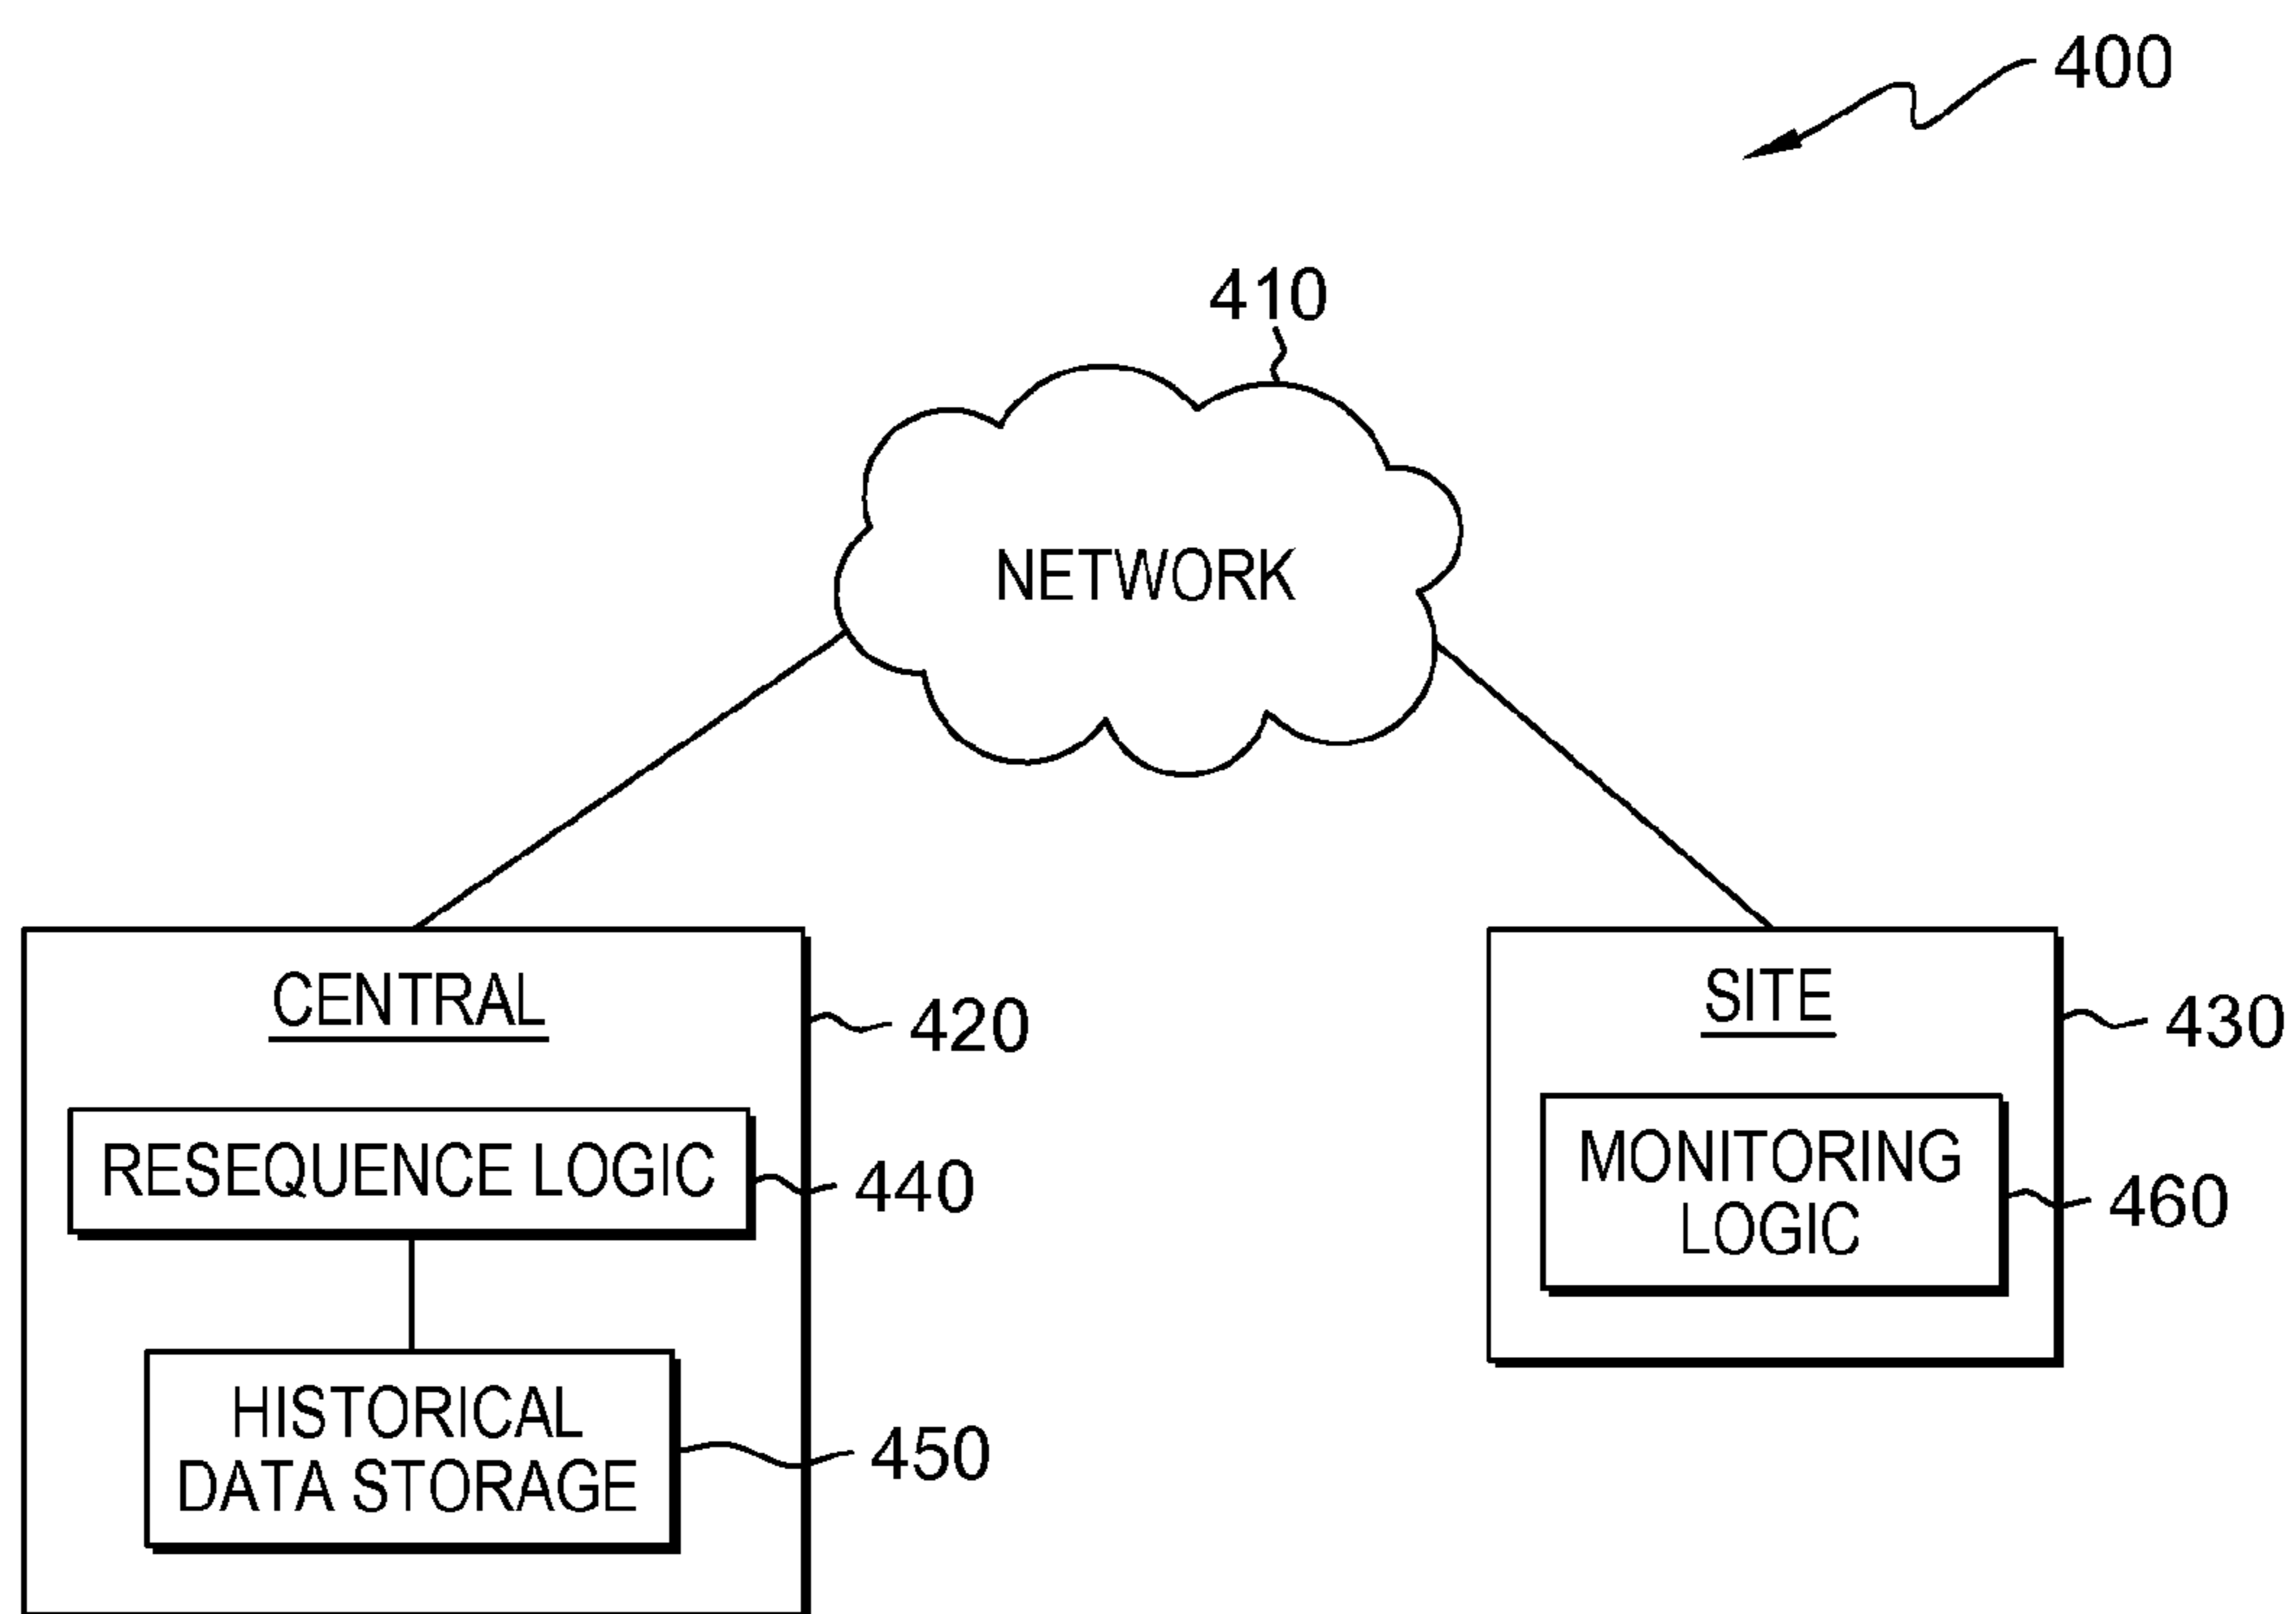 400
410
NETWORK
CENTRAL
420
RESEQUENCE LOGIC
440
HISTORICAL
DATA STORAGE
450
SITE
430
MONITORING
LOGIC
460